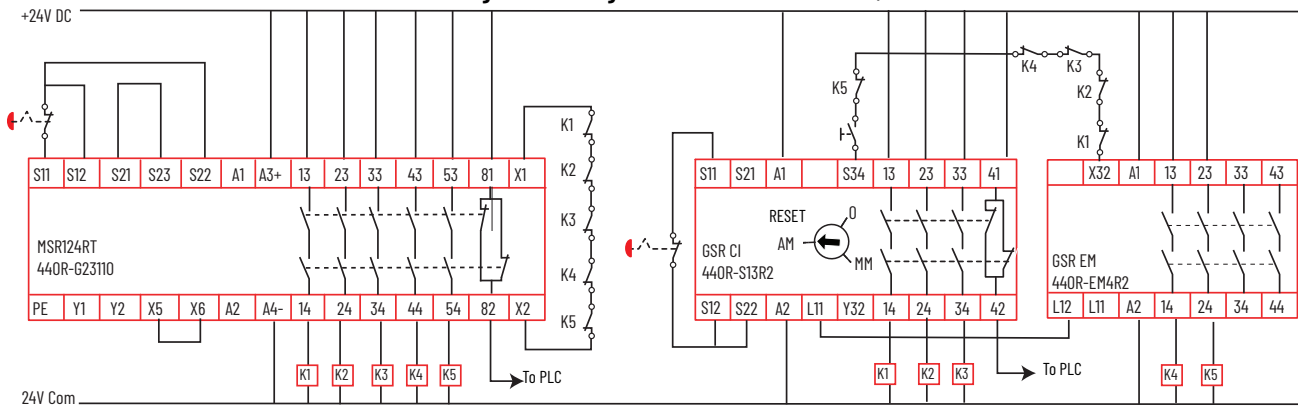 +24V DC
S11 S12 S21 S23 S22 A1 A3+ 13 23 33 43 53 81 X1
MSR124RT
440R-G23110
PE Y1 Y2 X5 X6 A2 A4- 14 24 34 44 54 82 X2
K1
K2
K3
K4
K5
K1 K2 K3 K4 K5
To PLC
24V Com
K5
K4 K3
K2
K1
S11 S21 A1 S34 13 23 33 41
RESET
0
AM
MM
GSR CI
440R-S13R2
S12 S22 A2 L11 Y32 14 24 34 42
K1 K2 K3
To PLC
X32 A1 13 23 33 43
GSR EM
440R-EM4R2
L12 L11 A2 14 24 34 44
K4 K5